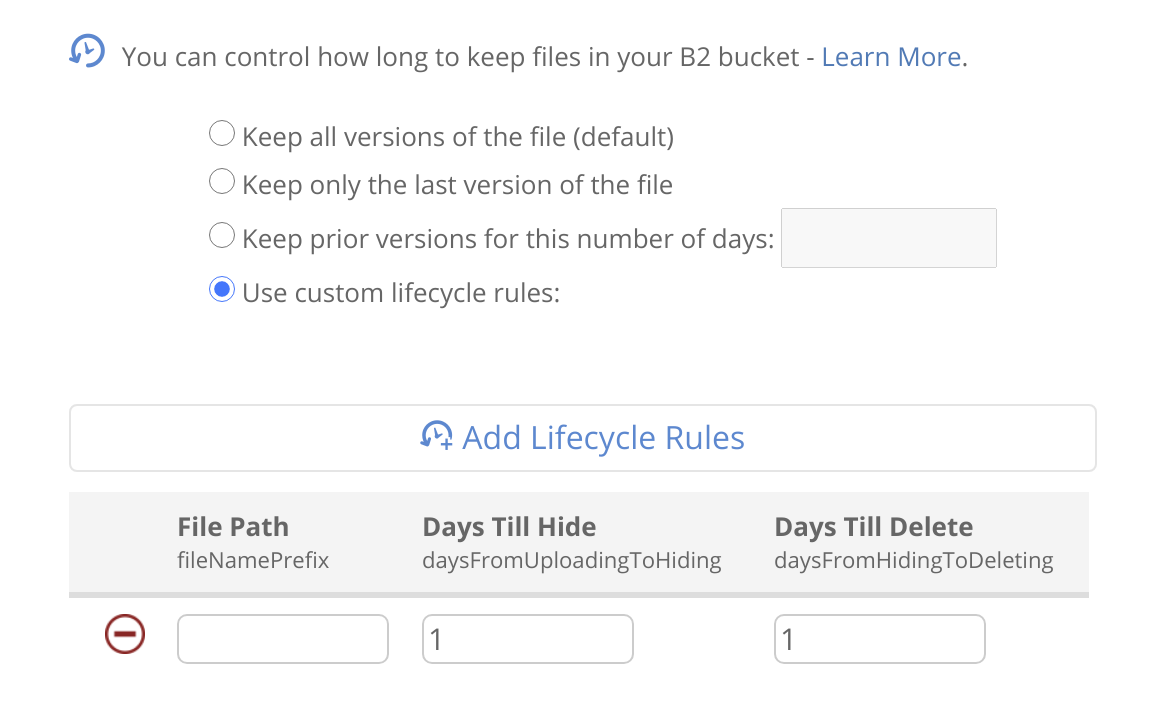 You can control how long to keep files in your B2 bucket - Learn More.
Keep all versions of the file (default)
Keep only the last version of the file
Keep prior versions for this number of days:
Use custom lifecycle rules:
Add Lifecycle Rules
File Path Days Till Hide Days Till Delete
fileNamePrefix daysFromUploadingToHiding daysFromHidingToDeleting
1 1